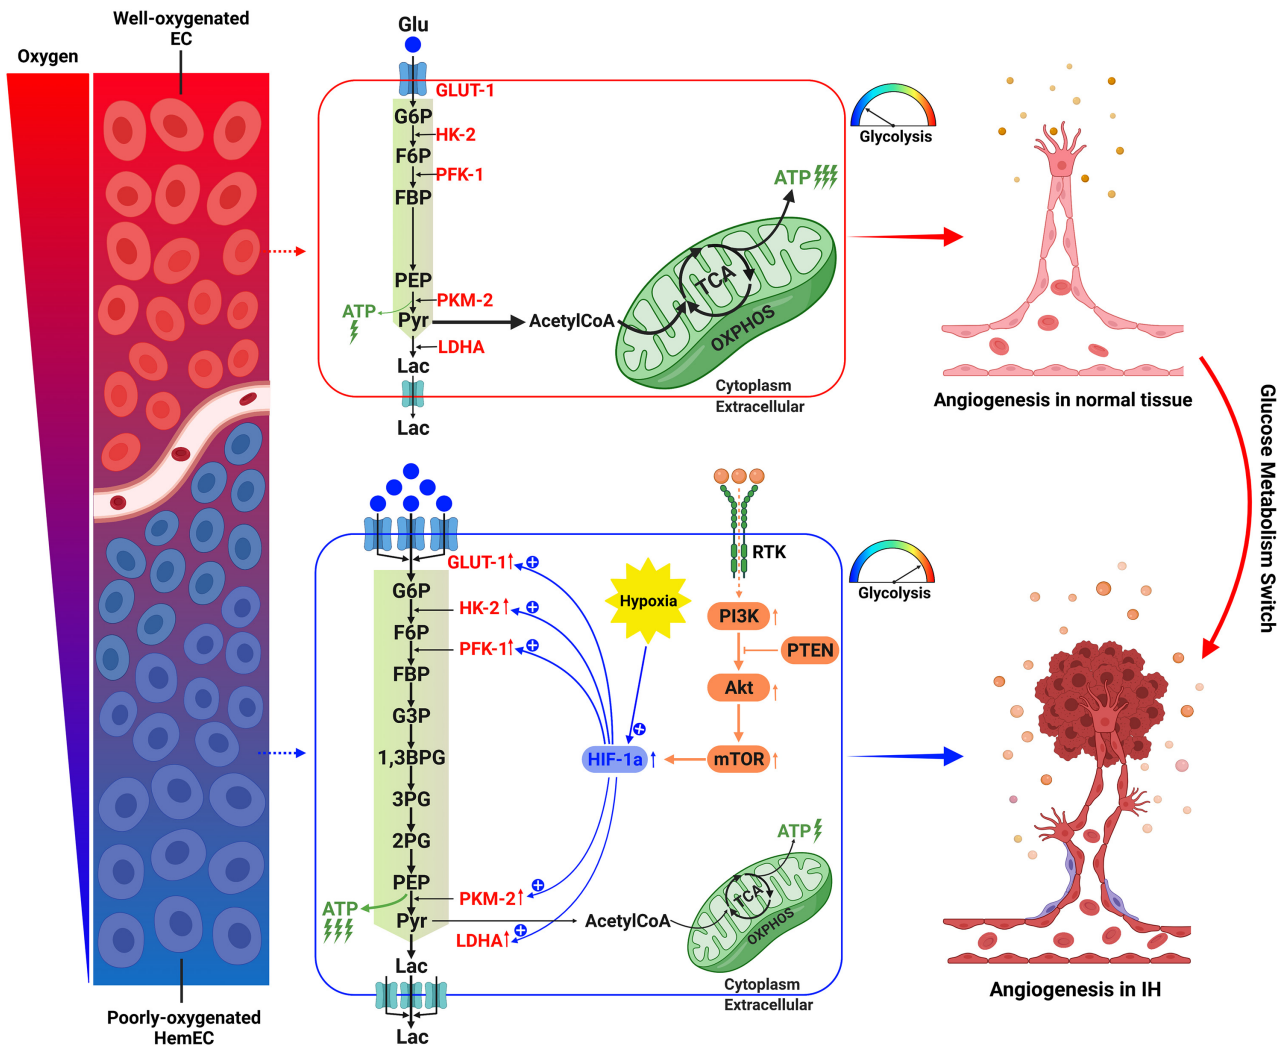 Well-oxygenated
EC
Oxygen
Glu
GLUT-1
G6P
HK-2
F6P
PFK-1
FBP
PEP
PKM-2
ATP
Pyr
AcetylCoA
LDHA
Lac
Lac
ATP
TCA
OXPHOS
Cytoplasm
Extracellular
Glycolysis
Angiogenesis in normal tissue
Glucose Metabolism Switch
GLUT-1
G6P
HK-2
F6P
PFK-1
FBP
G3P
1,3BPG
3PG
2PG
PEP
PKM-2
ATP
Pyr
AcetylCoA
LDHA
Lac
Lac
Hypoxia
HIF-1a
RTK
PI3K
PTEN
Akt
mTOR
ATP
TCA
OXPHOS
Cytoplasm
Extracellular
Glycolysis
Angiogenesis in IH
Poorly-oxygenated
HemEC